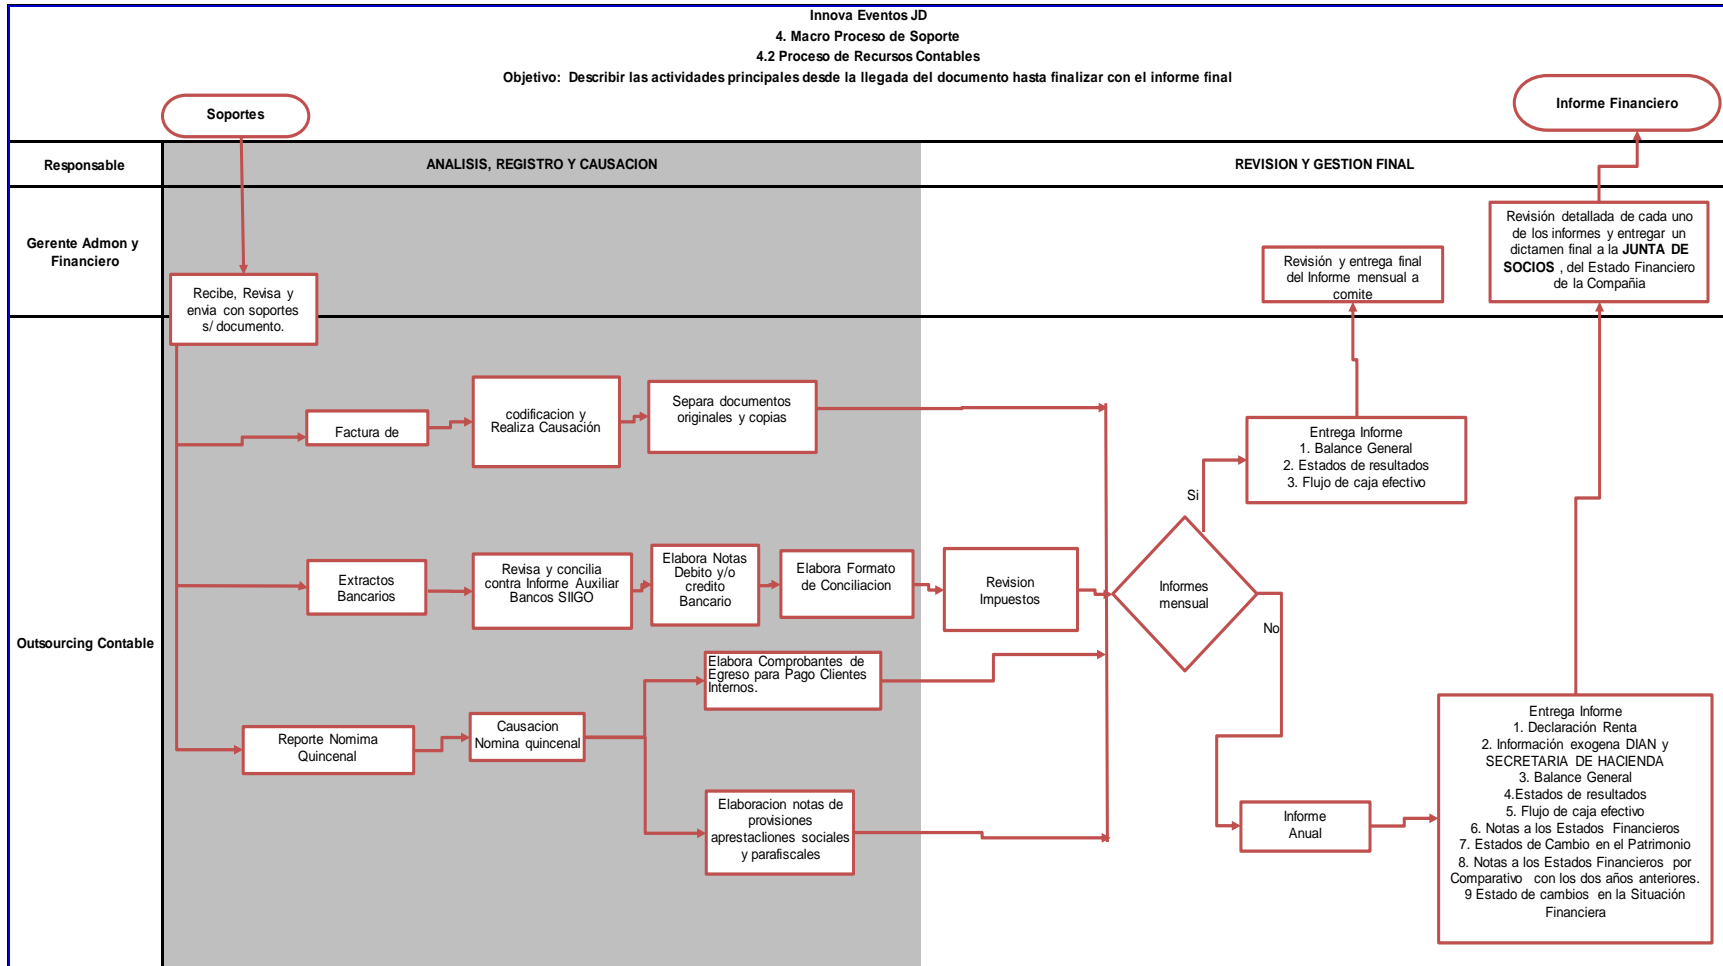 Innova Eventos JD
4. Macro Proceso de Soporte
4.2 Proceso de Recursos Contables
Objetivo: Describir las actividades principales desde la llegada del documento hasta finalizar con el informe final
Soportes
Informe Financiero
Responsable
ANALISIS, REGISTRO Y CAUSACION
REVISION Y GESTION FINAL
Gerente Admon y
Financiero
Recibe, Revisa y
envia con soportes
s/ documento.
Revisión y entrega final
del Informe mensual a
comite
Revisión detallada de cada uno
de los informes y entregar un
dictamen final a la JUNTA DE
SOCIOS , del Estado Financiero
de la Compañia
Outsourcing Contable
Factura de
codificacion y
Realiza Causación
Separa documentos
originales y copias
Extractos
Bancarios
Revisa y concilia
contra Informe Auxiliar
Bancos SIIGO
Elabora Notas
Debito y/o
credito
Bancario
Elabora Formato
de Conciliacion
Revision
Impuestos
Reporte Nomima
Quincenal
Causacion
Nomina quincenal
Elabora Comprobantes de
Egreso para Pago Clientes
Internos.
Elaboracion notas de
provisiones
aprestacliones sociales
y parafiscales
Informes
mensual
Si
No
Entrega Informe
1. Balance General
2. Estados de resultados
3. Flujo de caja efectivo
Informe
Anual
Entrega Informe
1. Declaración Renta
2. Información exogena DIAN y
SECRETARIA DE HACIENDA
3. Balance General
4.Estados de resultados
5. Flujo de caja efectivo
6. Notas a los Estados Financieros
7. Estados de Cambio en el Patrimonio
8. Notas a los Estados Financieros por
Comparativo con los dos años anteriores.
9 Estado de cambios en la Situación
Financiera